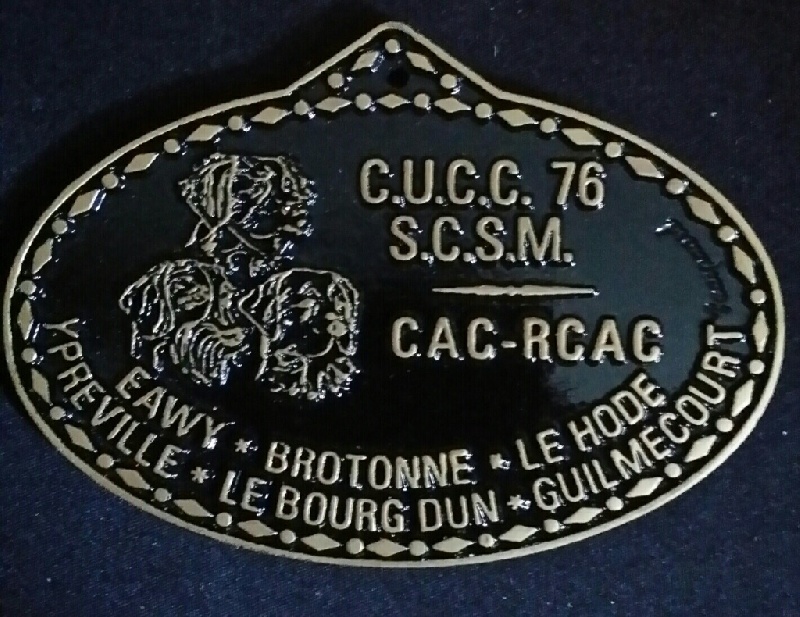 C.U.C.C. 76
S.C.S.M.
CAC-RCAC
EAWY * BROTONNE * LE HODE
YPREVILLE * LE BOURG DUN * GUILMECOURT